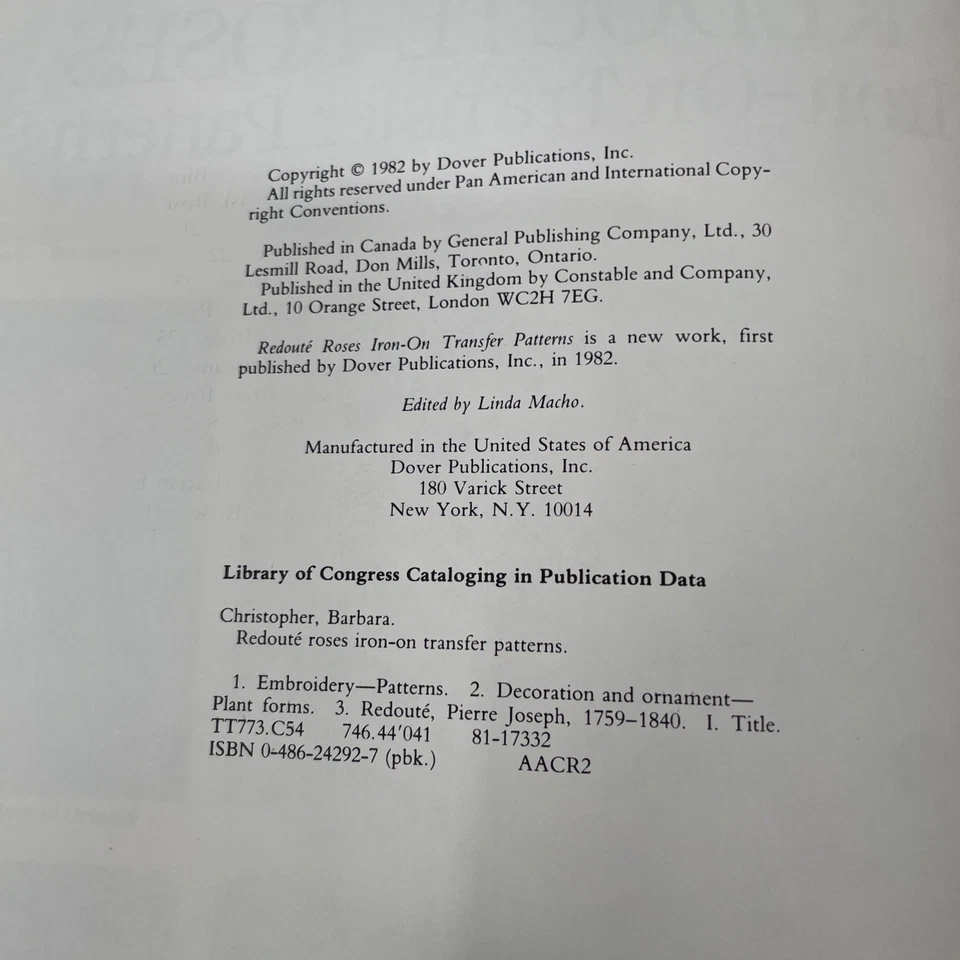 Copyright © 1982 by Dover Publications, Inc.
All rights reserved under Pan American and International Copy-
right Conventions.
Published in Canada by General Publishing Company, Ltd., 30
Lesmill Road, Don Mills, Toronto, Ontario.
Published in the United Kingdom by Constable and Company,
Ltd., 10 Orange Street, London WC2H 7EG.
Redouté Roses Iron-On Transfer Patterns is a new work, first
published by Dover Publications, Inc., in 1982.
Edited by Linda Macho.
Manufactured in the United States of America
Dover Publications, Inc.
180 Varick Street
New York, N.Y. 10014
Library of Congress Cataloging in Publication Data
Christopher, Barbara.
Redouté roses iron-on transfer patterns.
1. Embroidery—Patterns. 2. Decoration and ornament—
Plant forms. 3. Redouté, Pierre Joseph, 1759–1840. I. Title.
TT773.C54 746.44'041 81-17332
ISBN 0-486-24292-7 (pbk.) AACR2